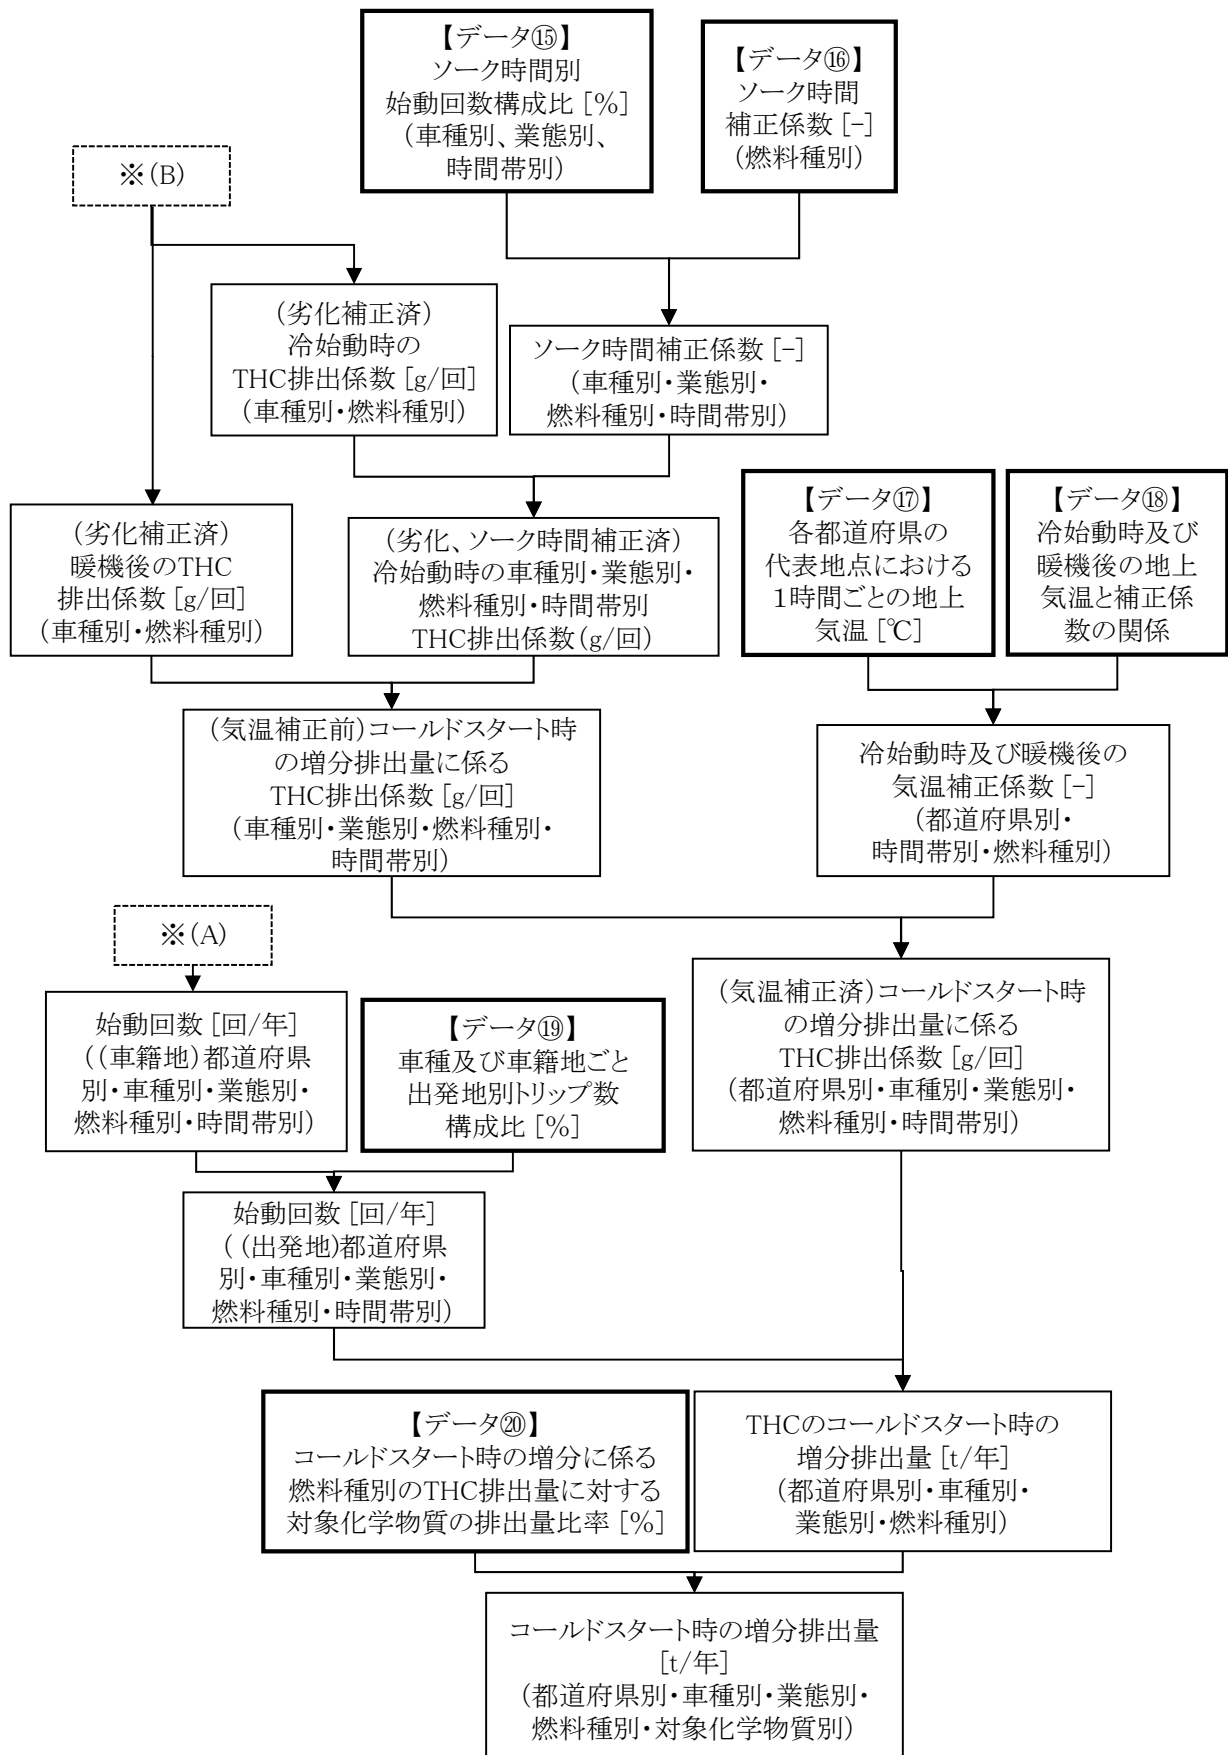 【データ⑮】
ソーク時間別
始動回数構成比[%]
(車種別、業態別、
時間帯別)
【データ⑯】
ソーク時間
補正係数[-]
(燃料種別)
※(B)
(劣化補正済)
冷始動時の
THC排出係数[g/回]
(車種別・燃料種別)
ソーク時間補正係数[-]
(車種別・業態別・
燃料種別・時間帯別)
(劣化補正済)
暖機後のTHC
排出係数[g/回]
(車種別・燃料種別)
(劣化、ソーク時間補正済)
冷始動時の車種別・業態別・
燃料種別・時間帯別
THC排出係数(g/回)
【データ⑰】
各都道府県の
代表地点における
1時間ごとの地上
気温[℃]
【データ⑱】
冷始動時及び
暖機後の地上
気温と補正係
数の関係
(気温補正前)コールドスタート時
の増分排出量に係る
THC排出係数[g/回]
(車種別・業態別・燃料種別・
時間帯別)
冷始動時及び暖機後の
気温補正係数[-]
(都道府県別・
時間帯別・燃料種別)
※(A)
始動回数[回/年]
((車籍地)都道府県
別・車種別・業態別・
燃料種別・時間帯別)
【データ⑲】
車種及び車籍地ごと
出発地別トリップ数
構成比[%]
(気温補正済)コールドスタート時
の増分排出量に係る
THC排出係数[g/回]
(都道府県別・車種別・業態別・
燃料種別・時間帯別)
始動回数[回/年]
((出発地)都道府県
別・車種別・業態別・
燃料種別・時間帯別)
【データ⑳】
コールドスタート時の増分に係る
燃料種別のTHC排出量に対する
対象化学物質の排出量比率[%]
THCのコールドスタート時の
増分排出量[t/年]
(都道府県別・車種別・
業態別・燃料種別)
コールドスタート時の増分排出量
[t/年]
(都道府県別・車種別・業態別・
燃料種別・対象化学物質別)